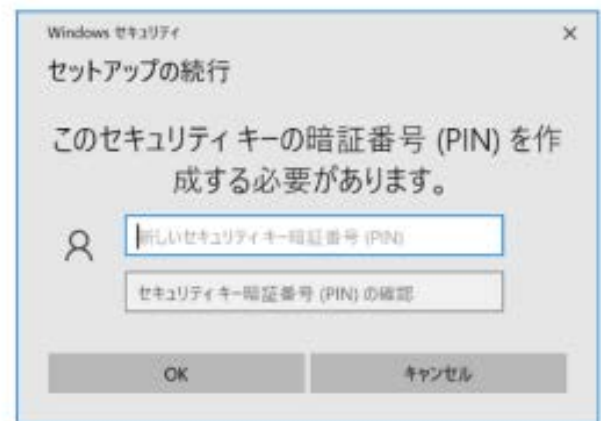 Windows セキュリティ
セットアップの続行
このセキュリティ キーの暗証番号 (PIN) を作
成する必要があります。
新しいセキュリティ キー暗証番号 (PIN)
セキュリティ キー暗証番号 (PIN) の確認
OK
キャンセル